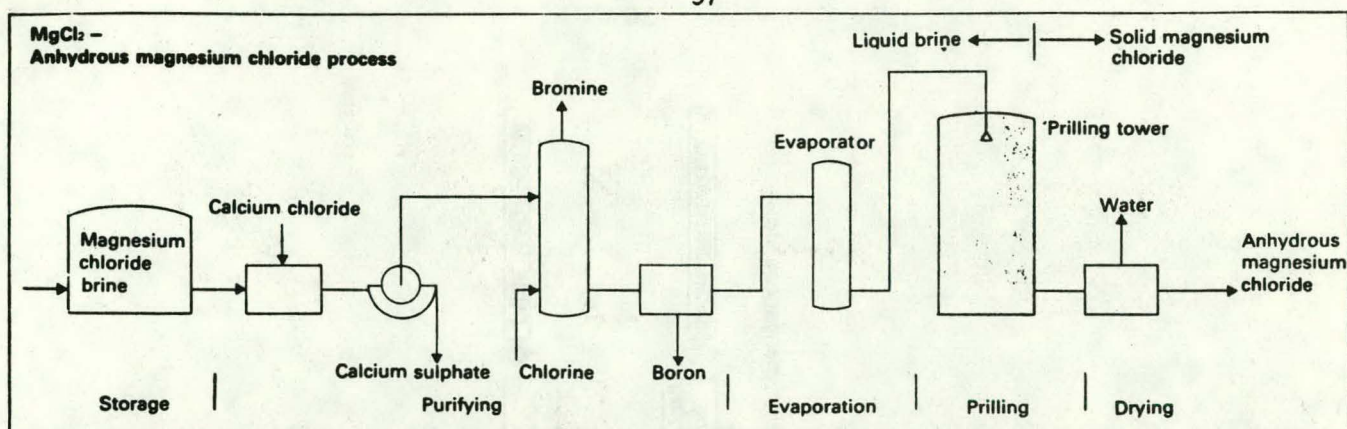 MgCl₂ –
Anhydrous magnesium chloride process
Liquid brine
Solid magnesium
chloride
Bromine
Prilling tower
Evaporator
Calcium chloride
Water
Magnesium
chloride
brine
Anhydrous
magnesium
chloride
Calcium sulphate
Chlorine
Boron
Storage
Purifying
Evaporation
Prilling
Drying